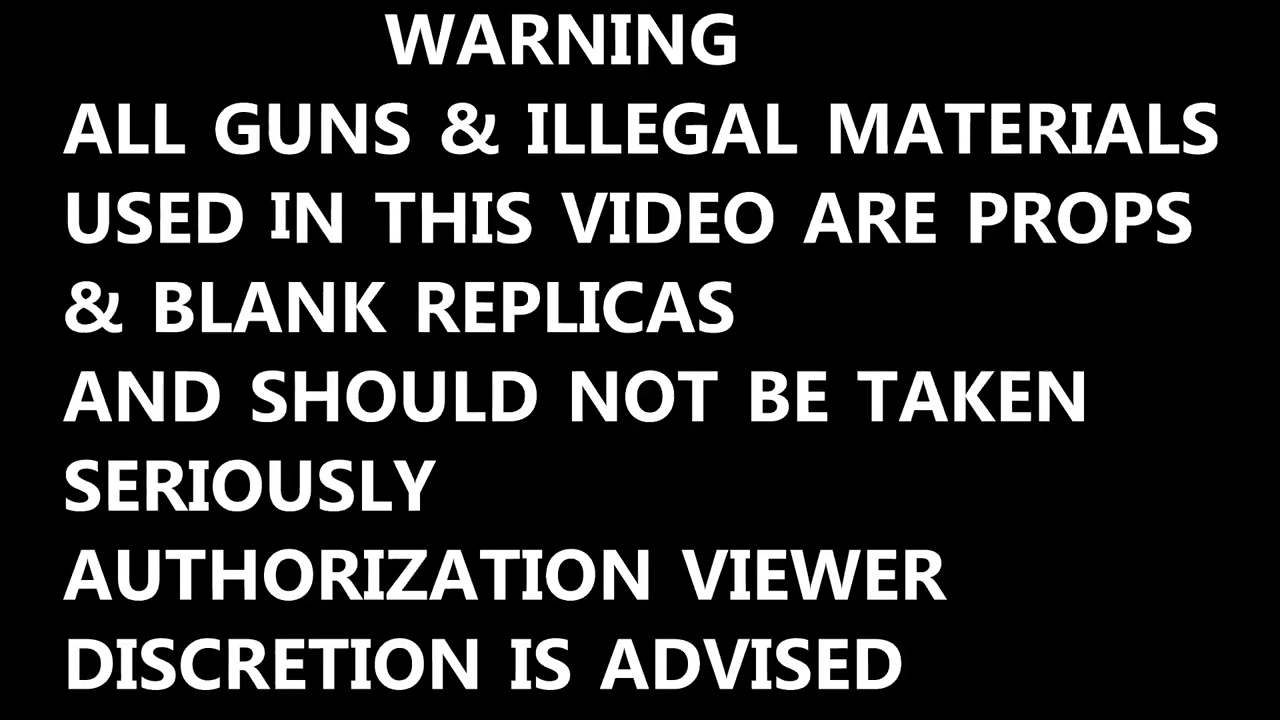 WARNING
ALL GUNS & ILLEGAL MATERIALS
USED IN THIS VIDEO ARE PROPS
& BLANK REPLICAS
AND SHOULD NOT BE TAKEN
SERIOUSLY
AUTHORIZATION VIEWER
DISCRETION IS ADVISED